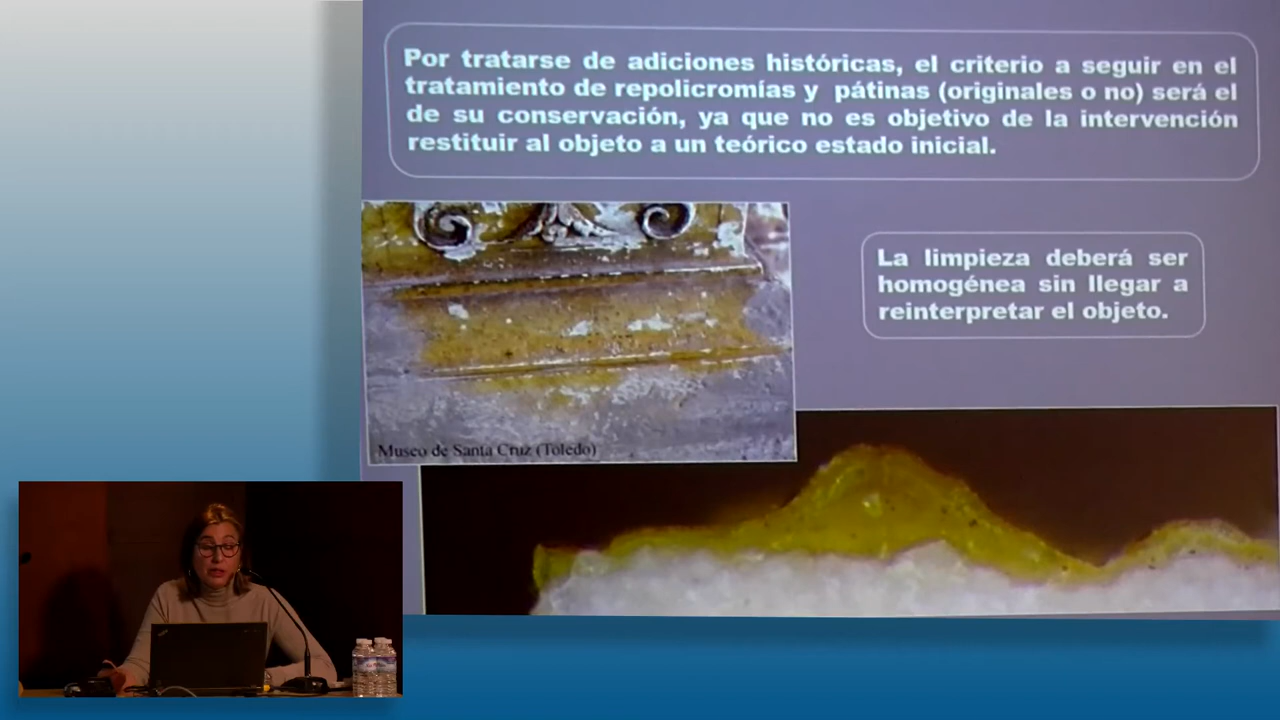 Por tratarse de adiciones históricas, el criterio a seguir en el
tratamiento de repolicromías y pátinas (originales o no) será el
de su conservación, ya que no es objetivo de la intervención
restituir al objeto a un teórico estado inicial.
La limpieza deberá ser
homogénea sin llegar a
reinterpretar el objeto.
Museo de Santa Cruz (Toledo)